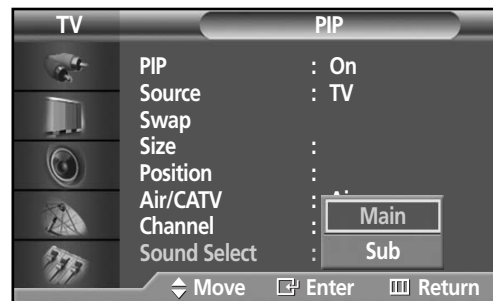 TV PIP
PIP : On
Source : TV
Swap
Size :
Position :
Air/CATV :
Channel : Main
Sound Select : Sub
Move Enter Return